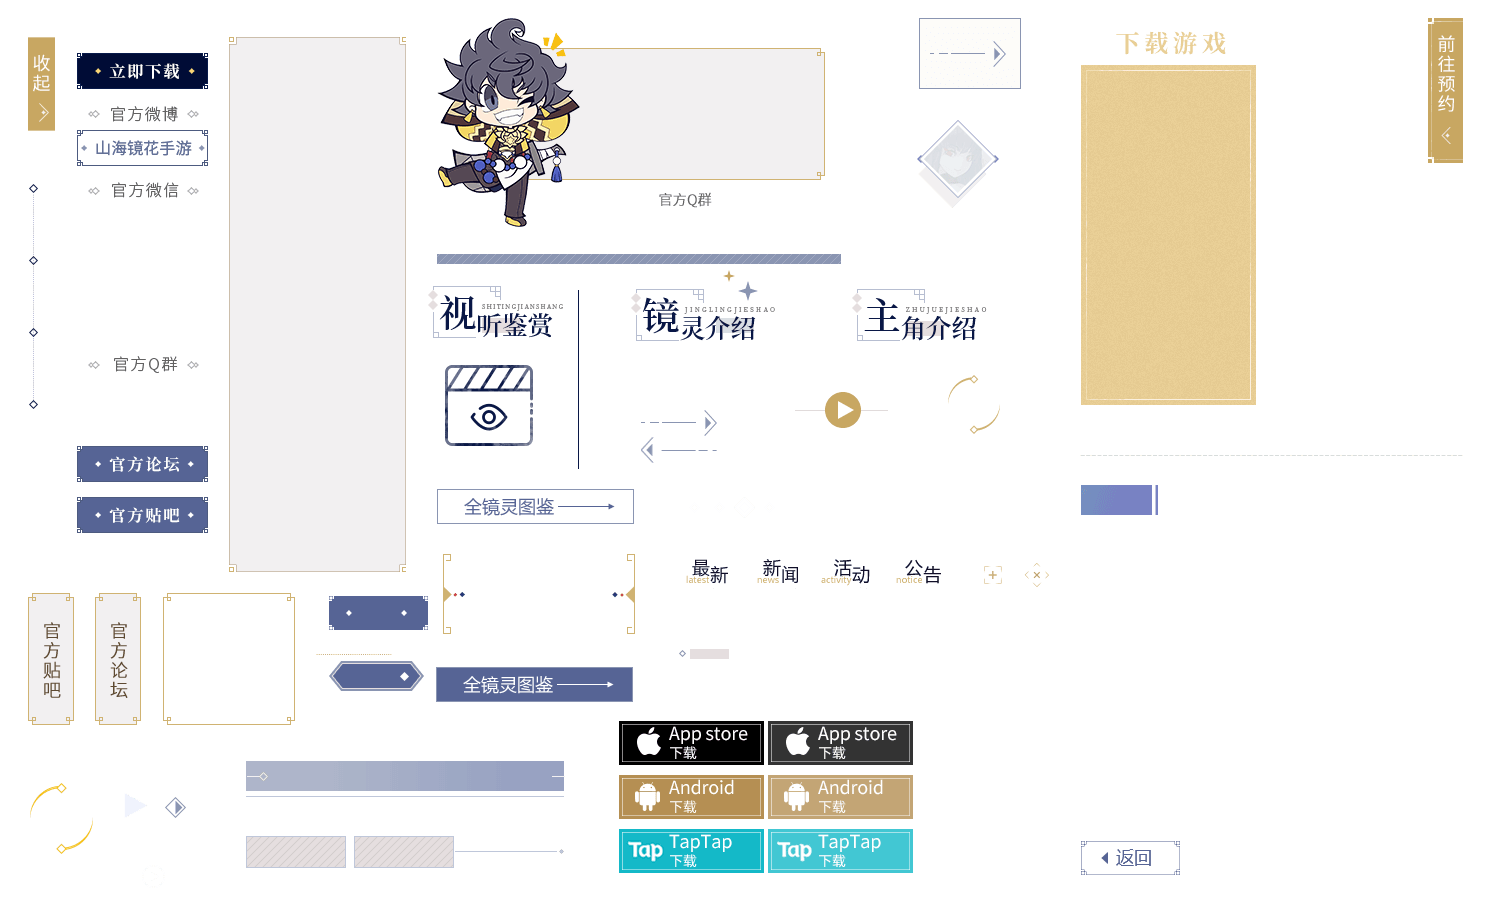 收起
立即下载
官方微博
山海镜花手游
官方微信
官方Q群
官方论坛
官方贴吧
官方贴吧
官方论坛
官方Q群
视听鉴赏
SHITINGJIANSHANG
镜灵介绍
JINGLINGJIESHAO
主角介绍
ZHUJUEJIESHAO
全镜灵图鉴
全镜灵图鉴
最新
latest
新闻
news
活动
activity
公告
notice
App store
下载
App store
下载
Android
下载
Android
下载
Tap TapTap
下载
Tap TapTap
下载
下载游戏
前往预约
返回